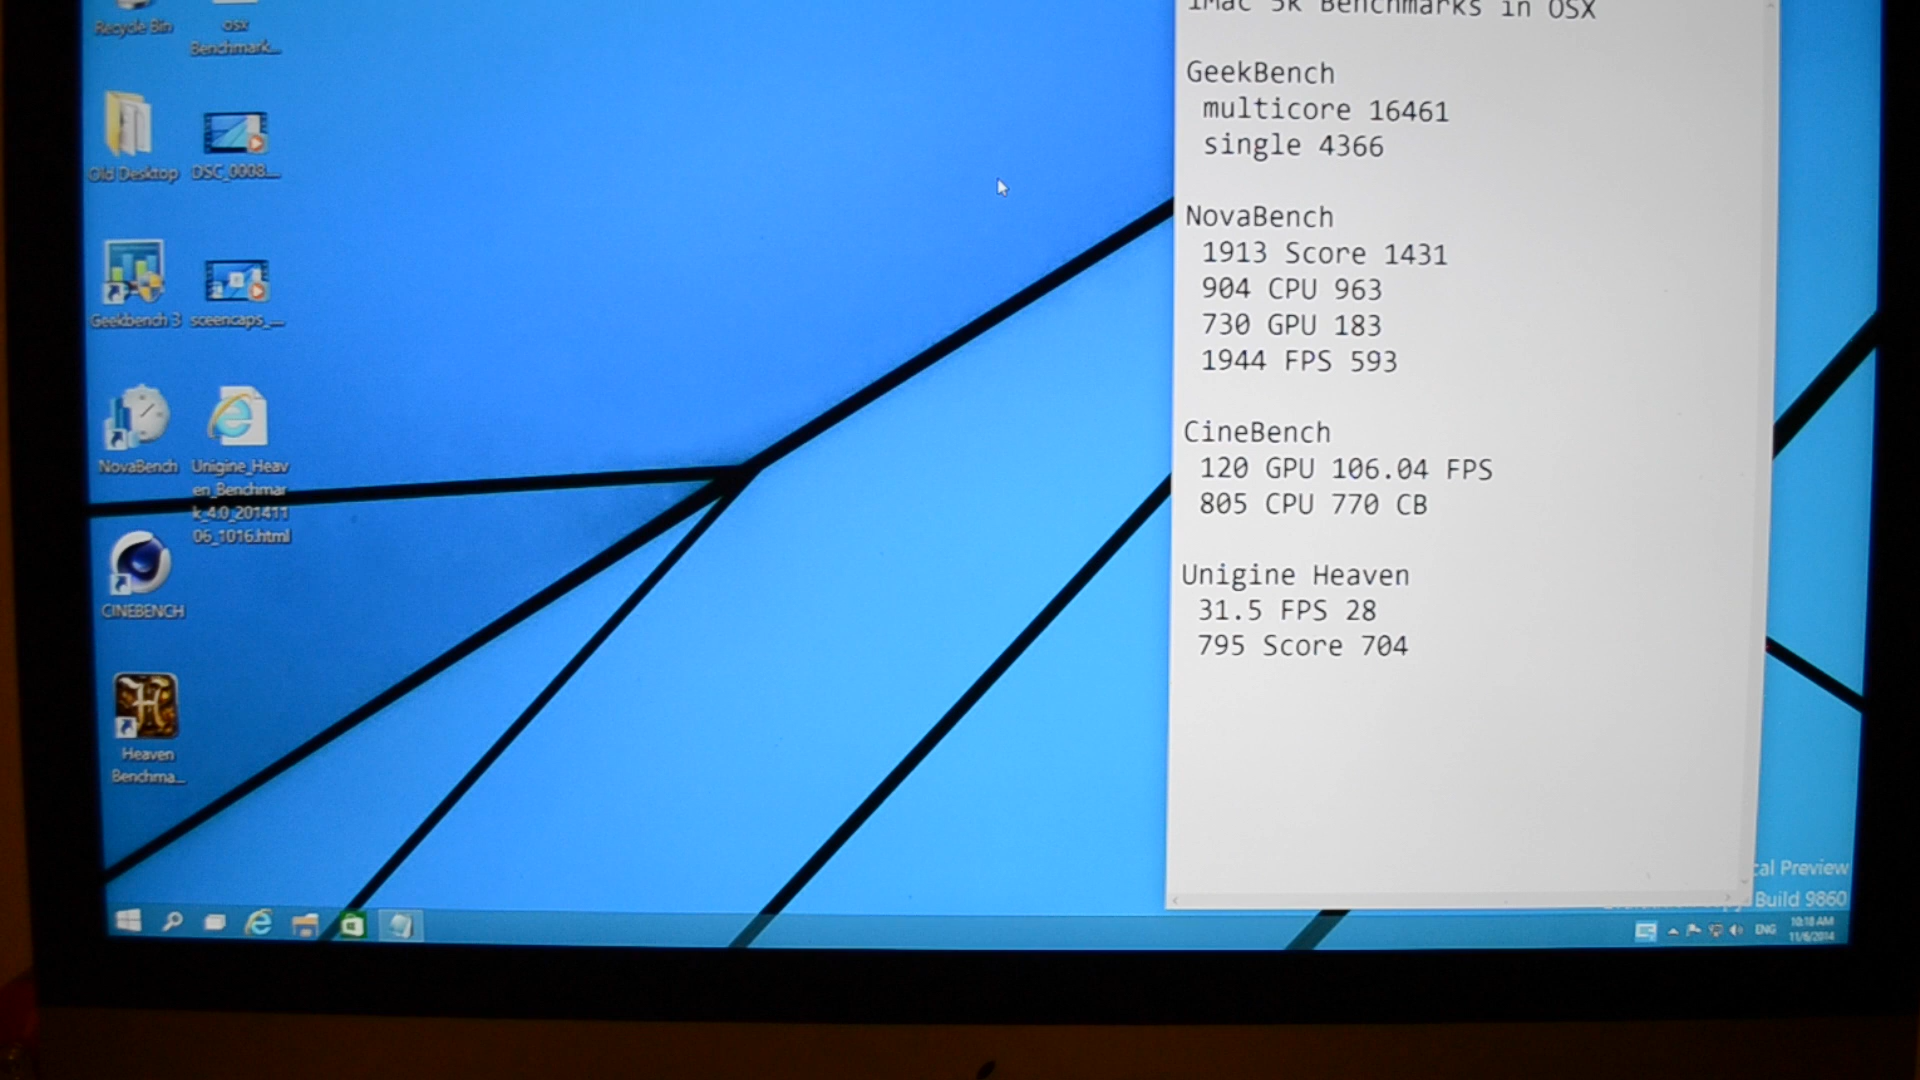 Recycle Bin
osx
Benchmark...
Old Desktop
DSC_0008...
Geekbench 3
sceencaps_...
NovaBench
Unigine_Heav
en_Benchmar
k_4.0_201411
06_1016.html
CINEBENCH
Heaven
Benchma...
iMac 5k Benchmarks in OSX
GeekBench
multicore 16461
single 4366
NovaBench
1913 Score 1431
904 CPU 963
730 GPU 183
1944 FPS 593
CineBench
120 GPU 106.04 FPS
805 CPU 770 CB
Unigine Heaven
31.5 FPS 28
795 Score 704
cal Preview
Build 9860
ENG
10:18 AM
11/6/2014